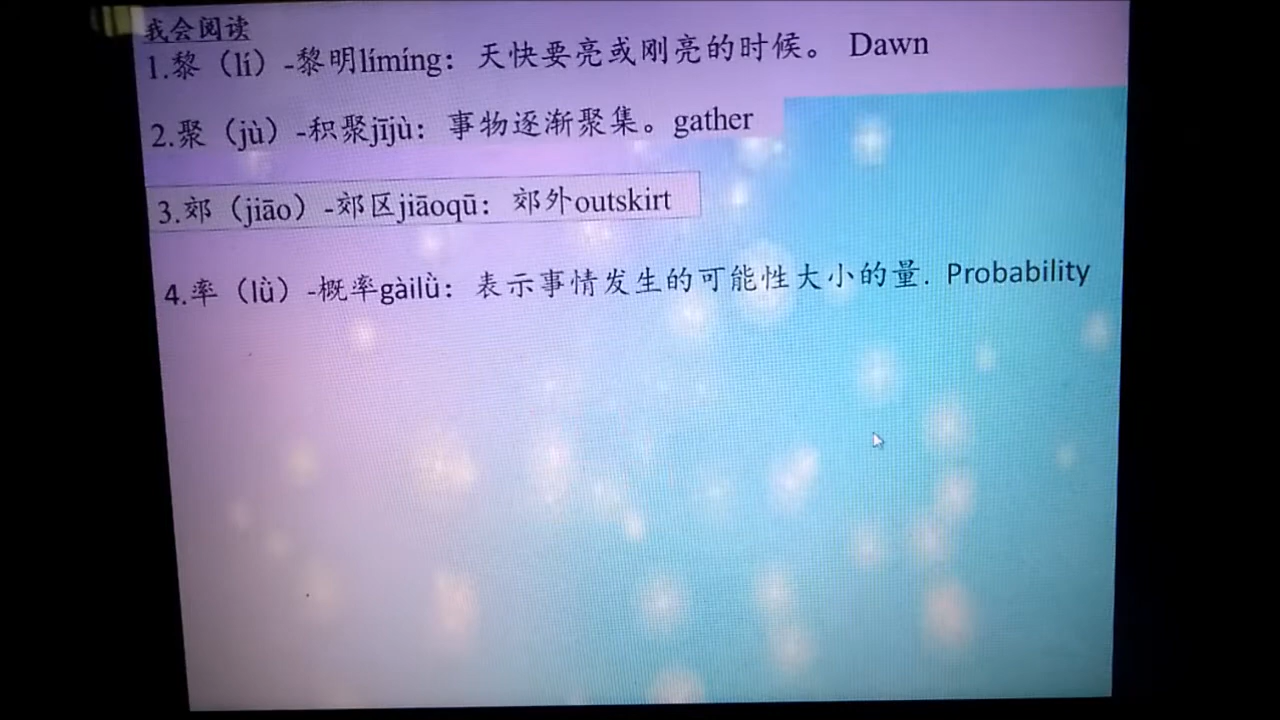 我会阅读
1.黎（lí）-黎明límíng：天快要亮或刚亮的时候。 Dawn
2.聚（jù）-积聚jījù：事物逐渐聚集。gather
3.郊（jiāo）-郊区jiāoqū：郊外outskirt
4.率（lǜ）-概率gàilǜ：表示事情发生的可能性大小的量. Probability